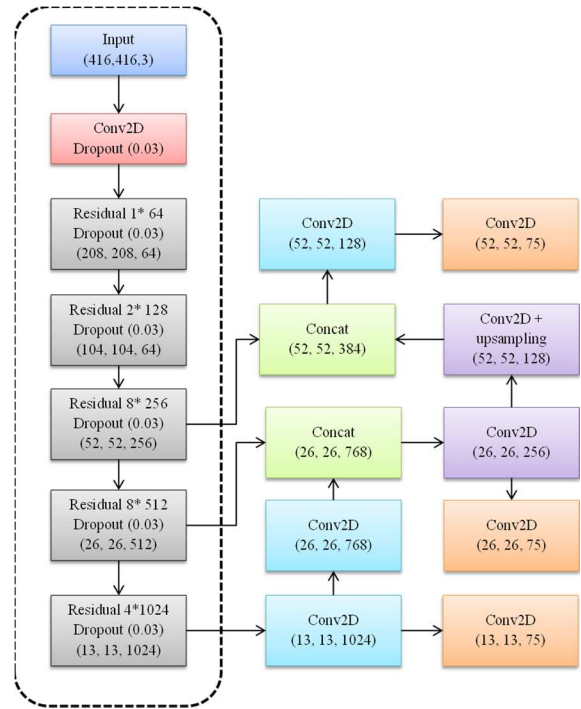 Input
(416,416,3)
Conv2D
Dropout (0.03)
Residual 1* 64
Dropout (0.03)
(208, 208, 64)
Residual 2* 128
Dropout (0.03)
(104, 104, 64)
Residual 8* 256
Dropout (0.03)
(52, 52, 256)
Residual 8* 512
Dropout (0.03)
(26, 26, 512)
Residual 4*1024
Dropout (0.03)
(13, 13, 1024)
Conv2D
(52, 52, 128)
Conv2D
(52, 52, 75)
Concat
(52, 52, 384)
Conv2D +
upsampling
(52, 52, 128)
Concat
(26, 26, 768)
Conv2D
(26, 26, 256)
Conv2D
(26, 26, 768)
Conv2D
(26, 26, 75)
Conv2D
(13, 13, 1024)
Conv2D
(13, 13, 75)